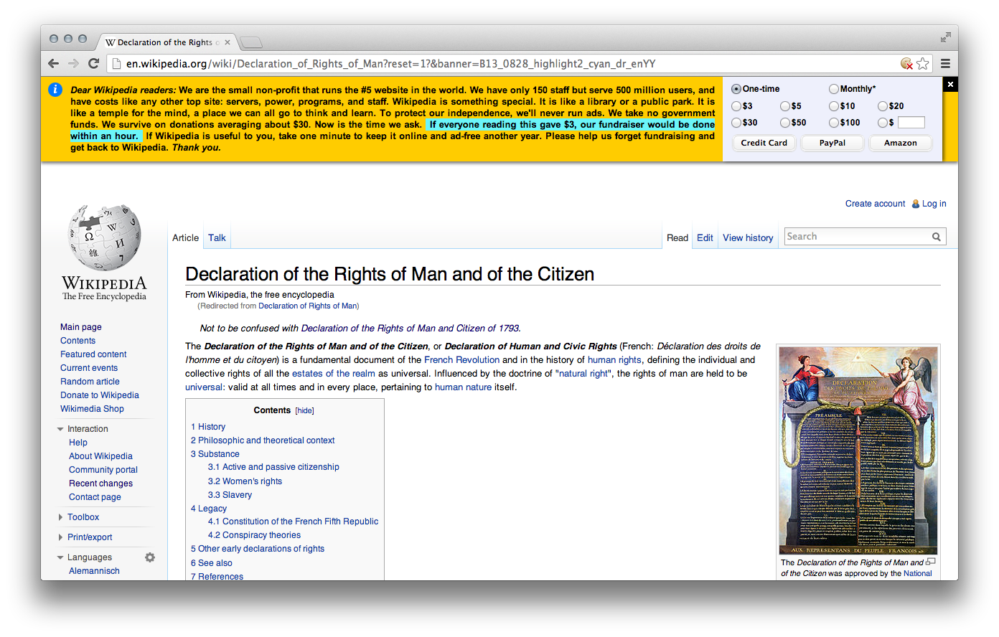 Declaration of the Rights o
en.wikipedia.org/wiki/Declaration_of_Rights_of_Man?reset=1?&banner=B13_0828_highlight2_cyan_dr_enYY
Dear Wikipedia readers: We are the small non-profit that runs the #5 website in the world. We have only 150 staff but serve 500 million users, and
have costs like any other top site: servers, power, programs, and staff. Wikipedia is something special. It is like a library or a public park. It is
like a temple for the mind, a place we can all go to think and learn. To protect our independence, we'll never run ads. We take no government
funds. We survive on donations averaging about $30. Now is the time we ask. If everyone reading this gave $3, our fundraiser would be done
within an hour. If Wikipedia is useful to you, take one minute to keep it online and ad-free another year. Please help us forget fundraising and
get back to Wikipedia. Thank you.
One-time Monthly*
$3 $5 $10 $20
$30 $50 $100 $
Credit Card PayPal Amazon
Create account Log in
WIKIPEDIA
The Free Encyclopedia
Article Talk Read Edit View history Search
Main page
Contents
Featured content
Current events
Random article
Donate to Wikipedia
Wikimedia Shop
Interaction
Help
About Wikipedia
Community portal
Recent changes
Contact page
Toolbox
Print/export
Languages
Alemannisch
Declaration of the Rights of Man and of the Citizen
From Wikipedia, the free encyclopedia
(Redirected from Declaration of Rights of Man)
Not to be confused with Declaration of the Rights of Man and Citizen of 1793.
The Declaration of the Rights of Man and of the Citizen, or Declaration of Human and Civic Rights (French: Déclaration des droits de
l'homme et du citoyen) is a fundamental document of the French Revolution and in the history of human rights, defining the individual and
collective rights of all the estates of the realm as universal. Influenced by the doctrine of "natural right", the rights of man are held to be
universal: valid at all times and in every place, pertaining to human nature itself.
Contents [hide]
1 History
2 Philosophic and theoretical context
3 Substance
3.1 Active and passive citizenship
3.2 Women's rights
3.3 Slavery
4 Legacy
4.1 Constitution of the French Fifth Republic
4.2 Conspiracy theories
5 Other early declarations of rights
6 See also
7 References
DECLARATION
PRÉAMBULE
AUX REPRESENTANS DU PEUPLE FRANCOIS
The Declaration of the Rights of Man and
of the Citizen was approved by the National